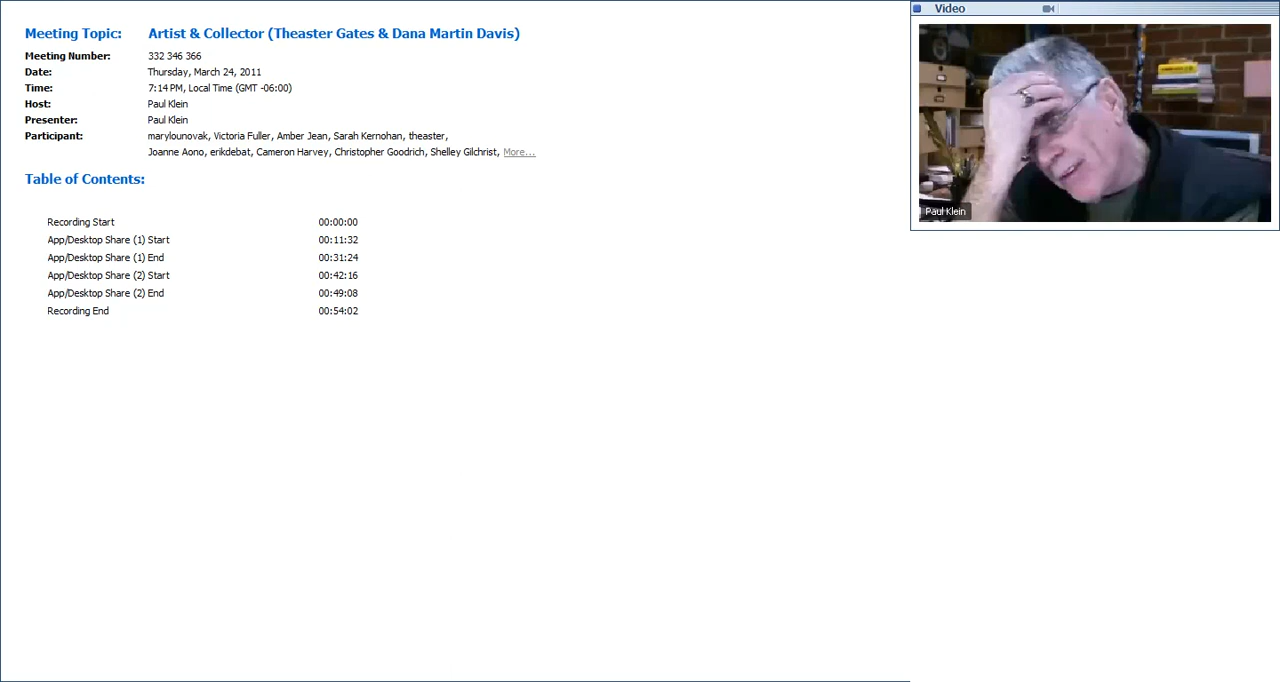 Meeting Topic: Artist & Collector (Theaster Gates & Dana Martin Davis)
Meeting Number: 332 346 366
Date: Thursday, March 24, 2011
Time: 7:14 PM, Local Time (GMT -06:00)
Host: Paul Klein
Presenter: Paul Klein
Participant: marylounovak, Victoria Fuller, Amber Jean, Sarah Kernohan, theaster,
Joanne Aono, erikdebat, Cameron Harvey, Christopher Goodrich, Shelley Gilchrist, More...
Table of Contents:
Recording Start 00:00:00
App/Desktop Share (1) Start 00:11:32
App/Desktop Share (1) End 00:31:24
App/Desktop Share (2) Start 00:42:16
App/Desktop Share (2) End 00:49:08
Recording End 00:54:02
Video
Paul Klein